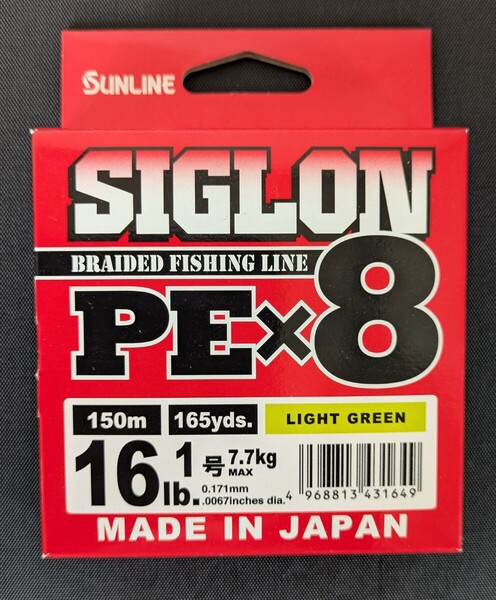 SUNLINE
SIGLON
BRAIDED FISHING LINE
PE×8
150m 165yds. LIGHT GREEN
16lb. 1号 7.7kg MAX
0.171mm
.0067inches dia.
4 968813 431649
MADE IN JAPAN